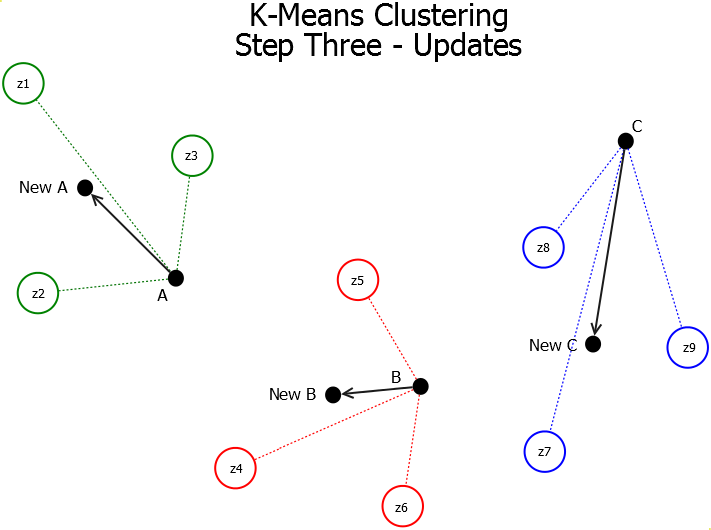 K-Means Clustering
Step Three - Updates
z1
C
z3
New A
z8
z2
A
z5
New C
z9
B
New B
z7
z4
z6